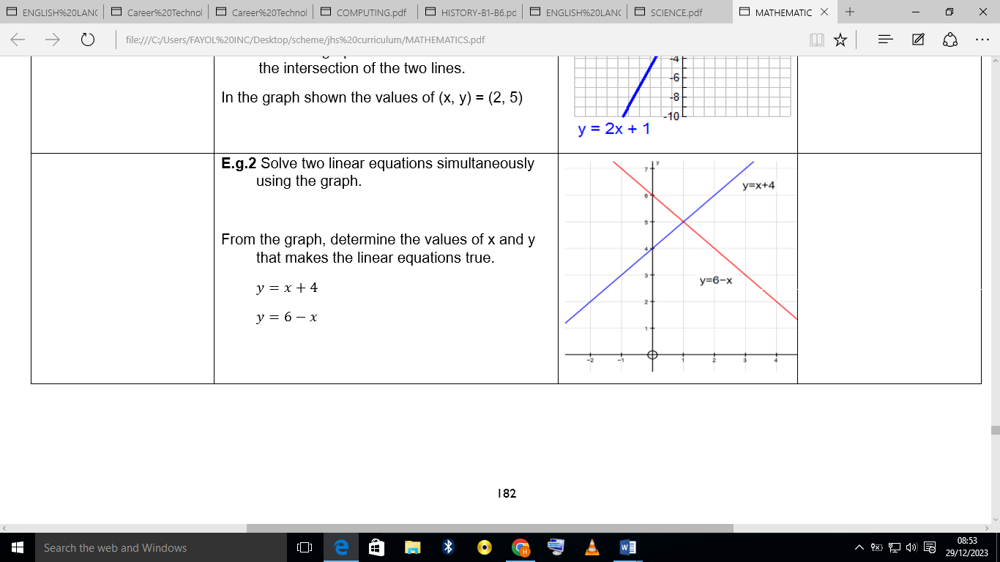 ENGLISH%20LANG
Career%20Technol
Career%20Technol
COMPUTING.pdf
HISTORY-B1-B6.pd
ENGLISH%20LANG
SCIENCE.pdf
MATHEMATIC
file:///C:/Users/FAYOL%20INC/Desktop/scheme/jhs%20curriculum/MATHEMATICS.pdf
the intersection of the two lines.
In the graph shown the values of (x, y) = (2, 5)
-4
-6
-8
-10
y = 2x + 1
E.g.2 Solve two linear equations simultaneously
using the graph.
From the graph, determine the values of x and y
that makes the linear equations true.
y = x + 4
y = 6 − x
y
7
6
5
4
3
2
1
-2 -1 1 2 3 4
y=x+4
y=6−x
182
Search the web and Windows
08:53
29/12/2023